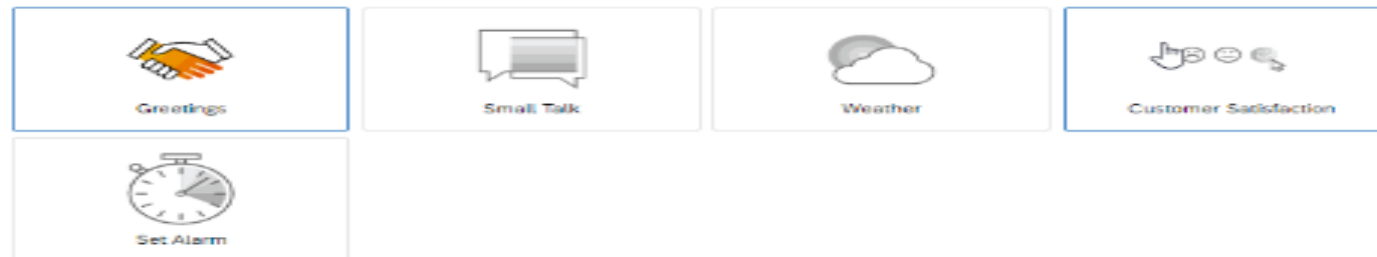 Greetings
Small Talk
Weather
Customer Satisfaction
Set Alarm